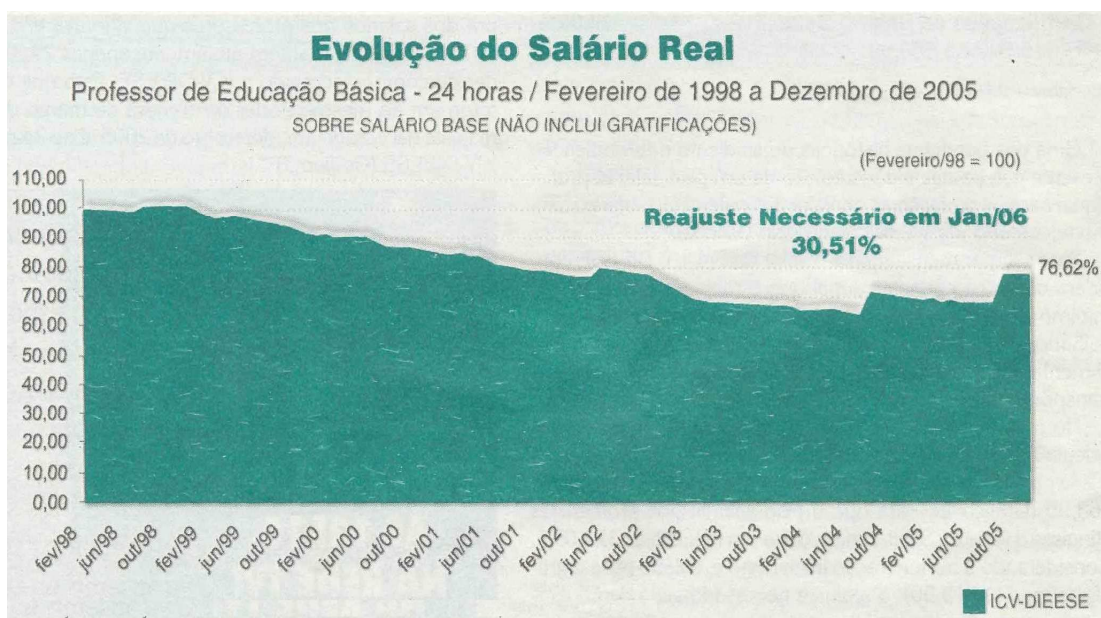 Evolução do Salário Real
Professor de Educação Básica - 24 horas / Fevereiro de 1998 a Dezembro de 2005
SOBRE SALÁRIO BASE (NÃO INCLUI GRATIFICAÇÕES)
(Fevereiro/98 = 100)
Reajuste Necessário em Jan/06
30,51%
76,62%
110,00
100,00
90,00
80,00
70,00
60,00
50,00
40,00
30,00
20,00
10,00
0,00
fev/98
jun/98
out/98
fev/99
jun/99
out/99
fev/00
jun/00
out/00
fev/01
jun/01
out/01
fev/02
jun/02
out/02
fev/03
jun/03
out/03
fev/04
jun/04
out/04
fev/05
jun/05
out/05
ICV-DIEESE